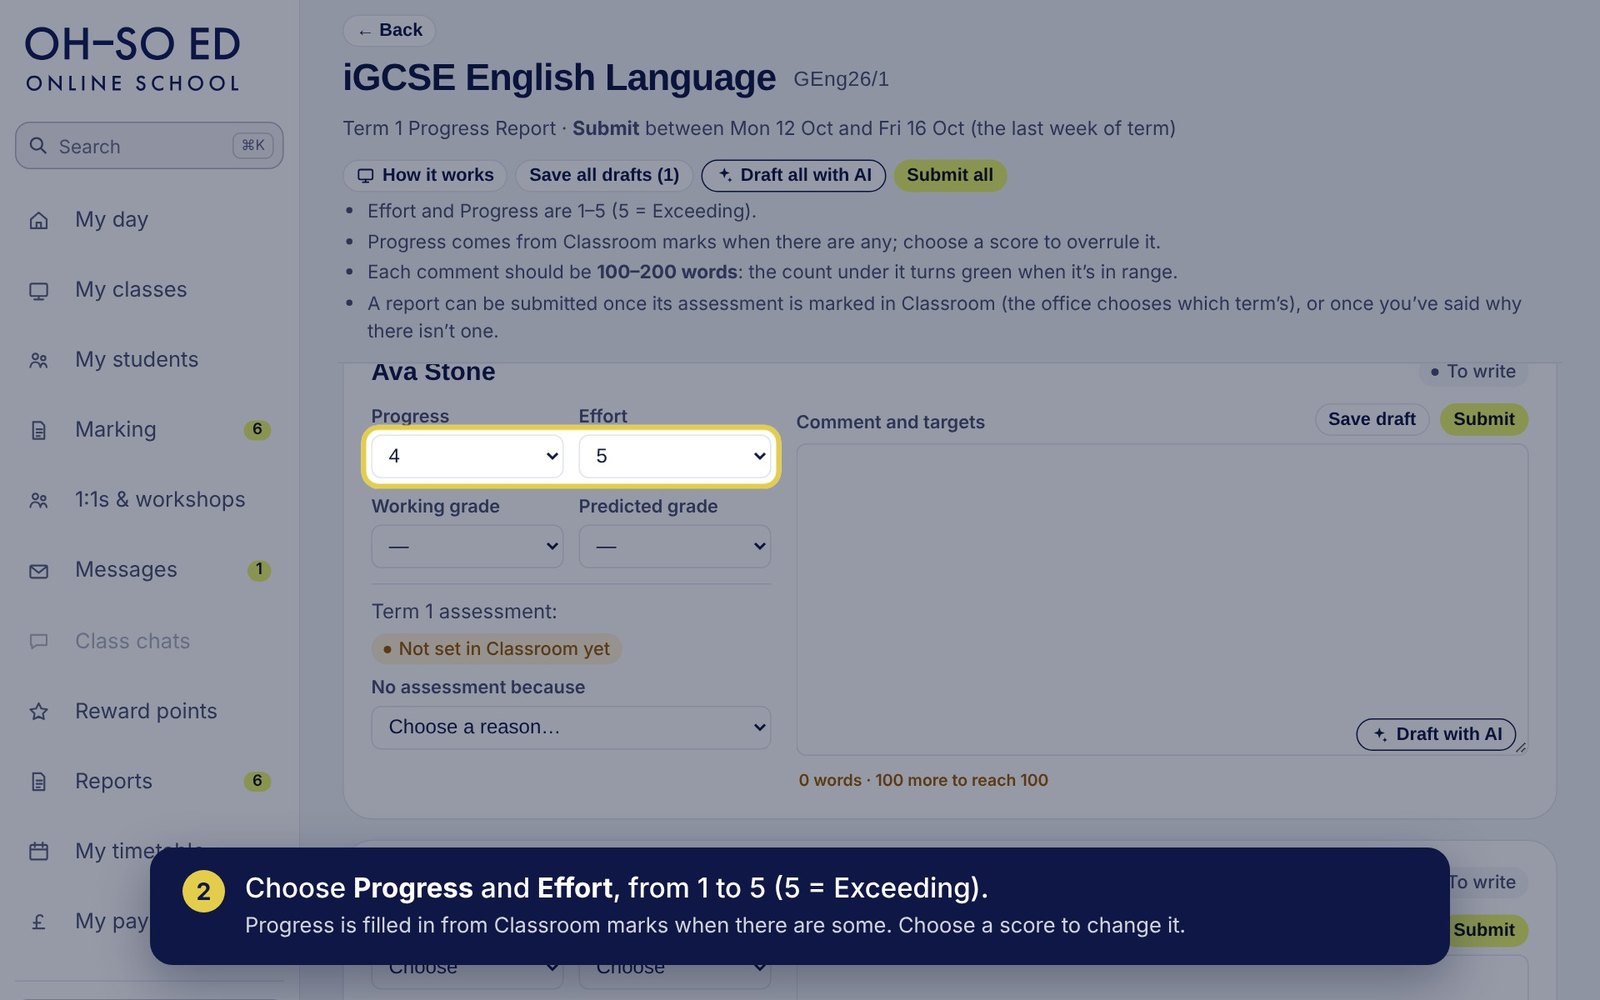 OH–SO ED
ONLINE SCHOOL
Search
⌘K
My day
My classes
My students
Marking
6
1:1s & workshops
Messages
1
Class chats
Reward points
Reports
6
My timetable
My pay
← Back
iGCSE English Language GEng26/1
Term 1 Progress Report · Submit between Mon 12 Oct and Fri 16 Oct (the last week of term)
How it works
Save all drafts (1)
Draft all with AI
Submit all
• Effort and Progress are 1–5 (5 = Exceeding).
• Progress comes from Classroom marks when there are any; choose a score to overrule it.
• Each comment should be 100–200 words: the count under it turns green when it’s in range.
• A report can be submitted once its assessment is marked in Classroom (the office chooses which term’s), or once you’ve said why
there isn’t one.
Ava Stone
• To write
Progress
Effort
4
5
Working grade
Predicted grade
—
—
Term 1 assessment:
• Not set in Classroom yet
No assessment because
Choose a reason…
Comment and targets
Save draft
Submit
Draft with AI
0 words · 100 more to reach 100
To write
Submit
Choose
Choose
2
Choose Progress and Effort, from 1 to 5 (5 = Exceeding).
Progress is filled in from Classroom marks when there are some. Choose a score to change it.